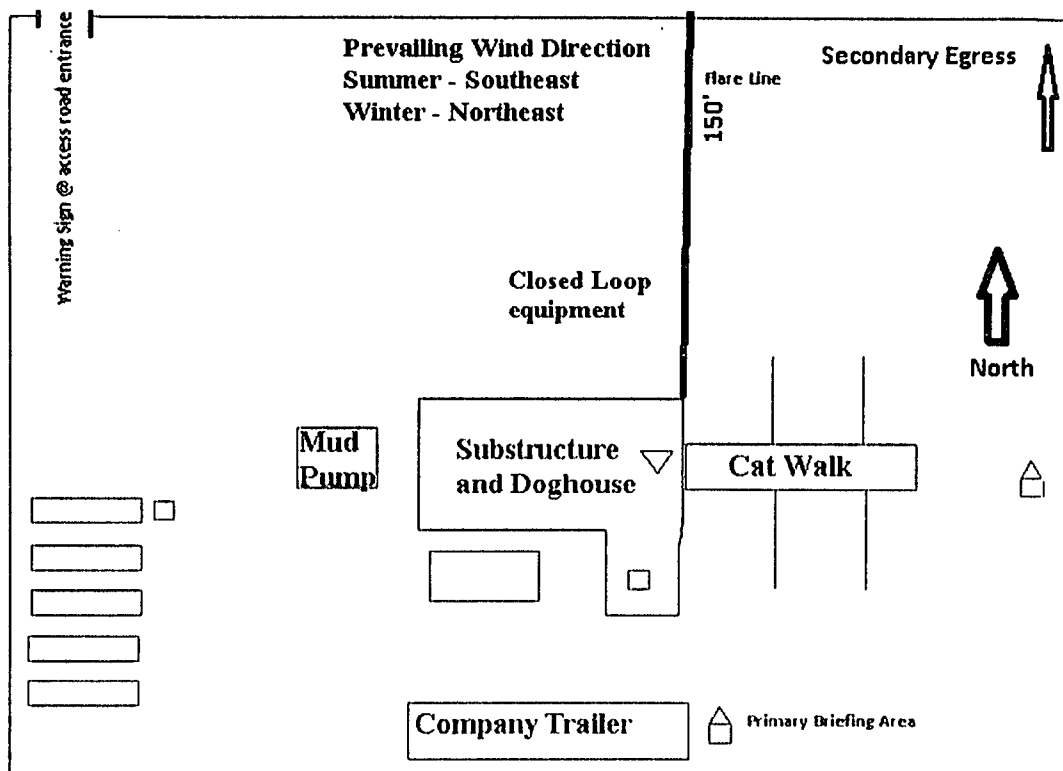 Warning Sign @ access road entrance
Prevailing Wind Direction
Summer - Southeast
Winter - Northeast
Flare Line
150'
Secondary Egress
Closed Loop
equipment
North
Mud
Pump
Substructure
and Doghouse
Cat Walk
Company Trailer
Primary Briefing Area